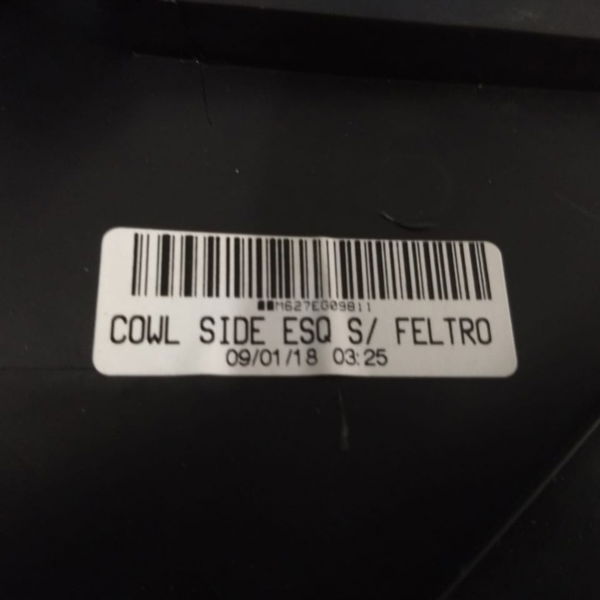 M627EG09811
COWL SIDE ESQ S/ FELTRO
09/01/18 03:25